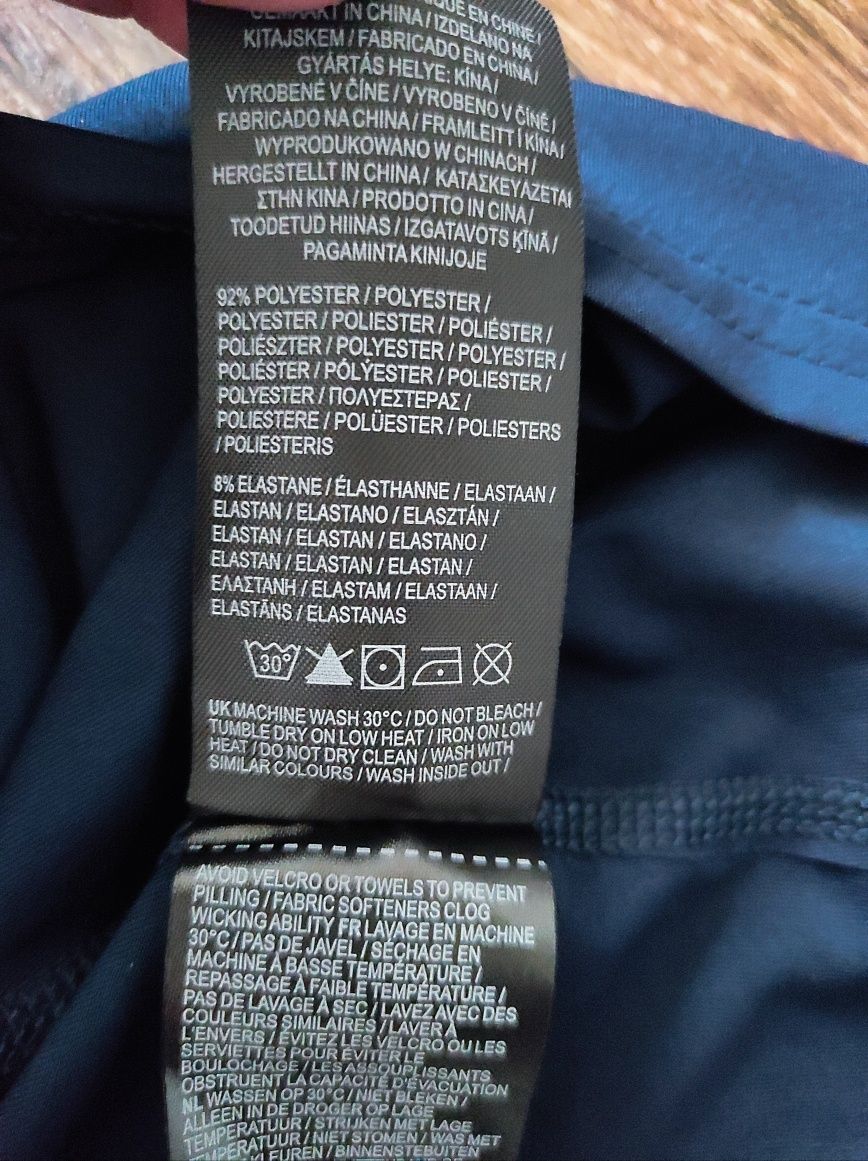 EN CHINE /
IN CHINA / IZDELANO NA
KITAJSKEM / FABRICADO EN CHINA /
GYÁRTÁS HELYE: KÍNA /
VYROBENÉ V ČÍNE / VYROBENO V ČÍNĚ /
FABRICADO NA CHINA / FRAMLEITT Í KÍNA /
WYPRODUKOWANO W CHINACH /
HERGESTELLT IN CHINA / ΚΑΤΑΣΚΕΥΑΖΕΤΑΙ
ΣΤΗΝ ΚΙΝΑ / PRODOTTO IN CINA /
TOODETUD HIINAS / IZGATAVOTS ĶĪNĀ /
PAGAMINTA KINIJOJE
92% POLYESTER / POLYESTER /
POLYESTER / POLIESTER / POLIÉSTER /
POLIÉSZTER / POLYESTER / POLYESTER /
POLIÉSTER / PÓLÝESTER / POLIESTER /
POLYESTER / ΠΟΛΥΕΣΤΕΡΑΣ /
POLIESTERE / POLÜESTER / POLIESTERS
/ POLIESTERIS
8% ELASTANE / ÉLASTHANNE / ELASTAAN /
ELASTAN / ELASTANO / ELASZTÁN /
ELASTAN / ELASTAN / ELASTANO /
ELASTAN / ELASTAN / ELASTAN /
ΕΛΑΣΤΑΝΗ / ELASTAM / ELASTAAN /
ELASTĀNS / ELASTANAS
30°
UK MACHINE WASH 30°C / DO NOT BLEACH /
TUMBLE DRY ON LOW HEAT / IRON ON LOW
HEAT / DO NOT DRY CLEAN / WASH WITH
SIMILAR COLOURS / WASH INSIDE OUT /
AVOID VELCRO OR TOWELS TO PREVENT
PILLING / FABRIC SOFTENERS CLOG
WICKING ABILITY FR LAVAGE EN MACHINE
30°C / PAS DE JAVEL / SÉCHAGE EN
MACHINE À BASSE TEMPÉRATURE /
REPASSAGE À FAIBLE TEMPÉRATURE /
PAS DE LAVAGE À SEC / LAVEZ AVEC DES
COULEURS SIMILAIRES / LAVER À
L'ENVERS / ÉVITEZ LES VELCRO OU LES
SERVIETTES POUR ÉVITER LE
BOULOCHAGE / LES ASSOUPLISSANTS
OBSTRUENT LA CAPACITÉ D'ÉVACUATION
NL WASSEN OP 30°C / NIET BLEKEN /
ALLEEN IN DE DROGER OP LAGE
TEMPERATUUR / STRIJKEN MET LAGE
TEMPERATUUR / NIET STOMEN / WAS MET
KLEUREN / BINNENSTEBUITEN